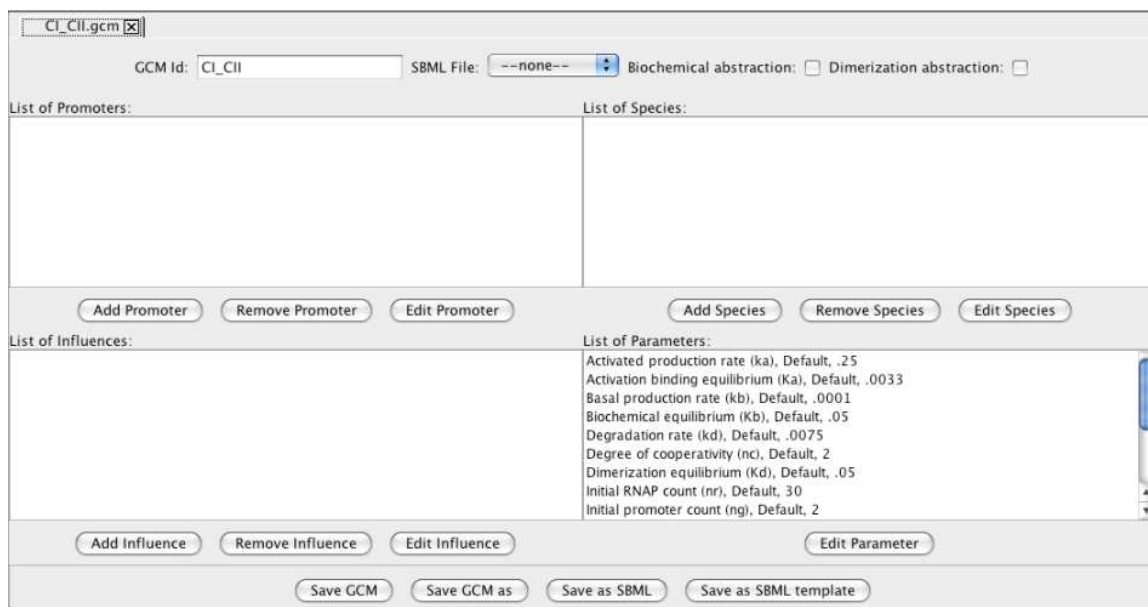 CI_CII.gcm
GCM Id: CI_CII SBML File: --none-- Biochemical abstraction: Dimerization abstraction:
List of Promoters: List of Species:
Add Promoter Remove Promoter Edit Promoter Add Species Remove Species Edit Species
List of Influences: List of Parameters:
Activated production rate (ka), Default, .25
Activation binding equilibrium (Ka), Default, .0033
Basal production rate (kb), Default, .0001
Biochemical equilibrium (Kb), Default, .05
Degradation rate (kd), Default, .0075
Degree of cooperativity (nc), Default, 2
Dimerization equilibrium (Kd), Default, .05
Initial RNAP count (nr), Default, 30
Initial promoter count (ng), Default, 2
Add Influence Remove Influence Edit Influence Edit Parameter
Save GCM Save GCM as Save as SBML Save as SBML template